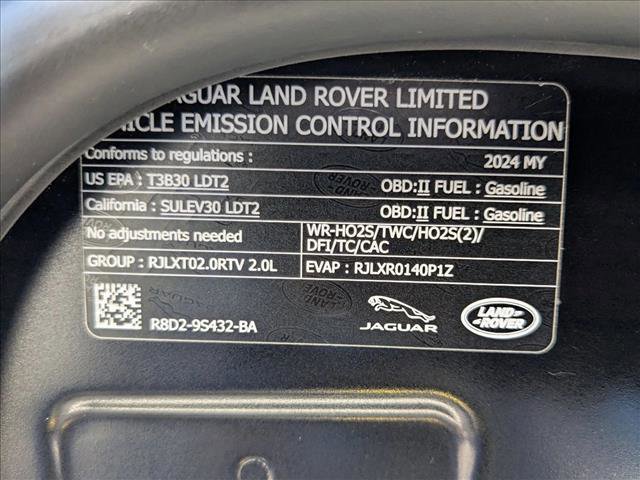 AGUAR LAND ROVER LIMITED
HICLE EMISSION CONTROL INFORMATION
Conforms to regulations : 2024 MY
US EPA : T3B30 LDT2 OBD:II FUEL : Gasoline
California : SULEV30 LDT2 OBD:II FUEL : Gasoline
No adjustments needed WR-HO2S/TWC/HO2S(2)/
DFI/TC/CAC
GROUP : RJLXT02.0RTV 2.0L EVAP : RJLXR0140P1Z
R8D2-9S432-BA JAGUAR LAND-ROVER